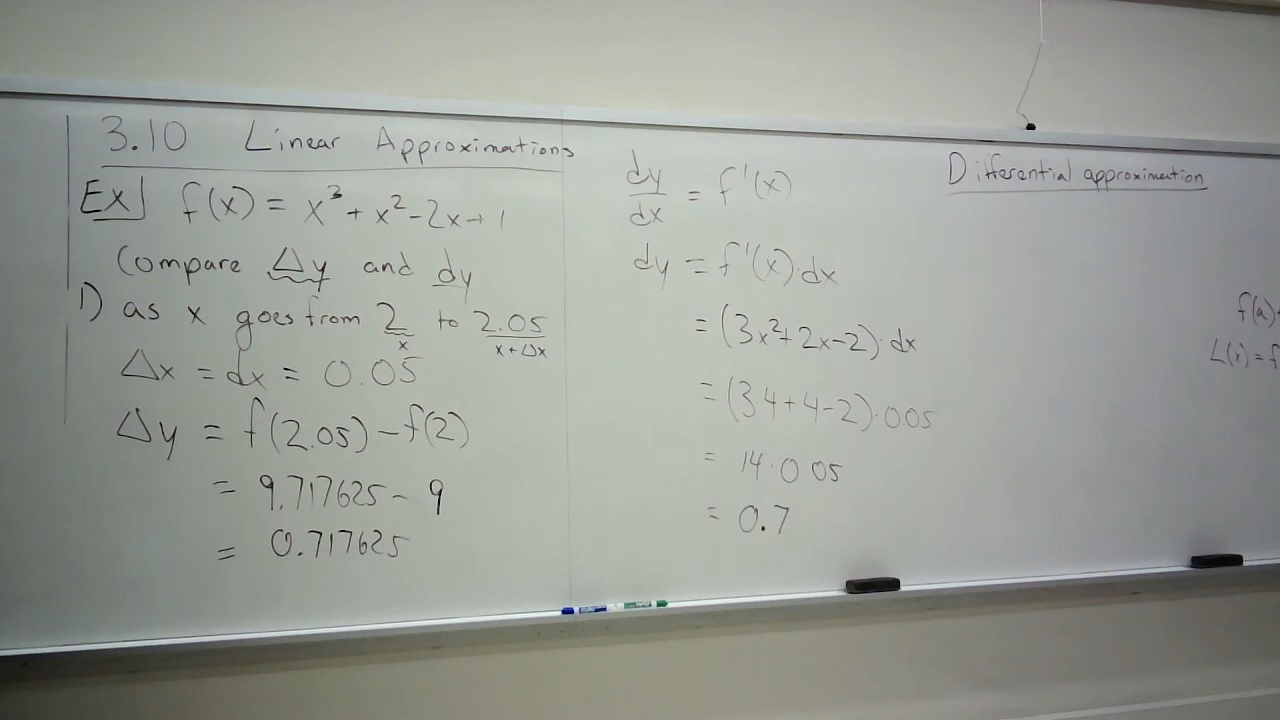 3.10 Linear Approximations
Ex] f(x) = x³ + x² - 2x + 1
Compare Δy and dy
1) as x goes from 2 to 2.05
x x+Δx
Δx = dx = 0.05
Δy = f(2.05) - f(2)
= 9.717625 - 9
= 0.717625
dy/dx = f'(x)
dy = f'(x)·dx
= (3x²+2x-2)·dx
= (3·4+4-2)·0.05
= 14·0.05
= 0.7
Differential approximation
f(a)+
L(x) = f